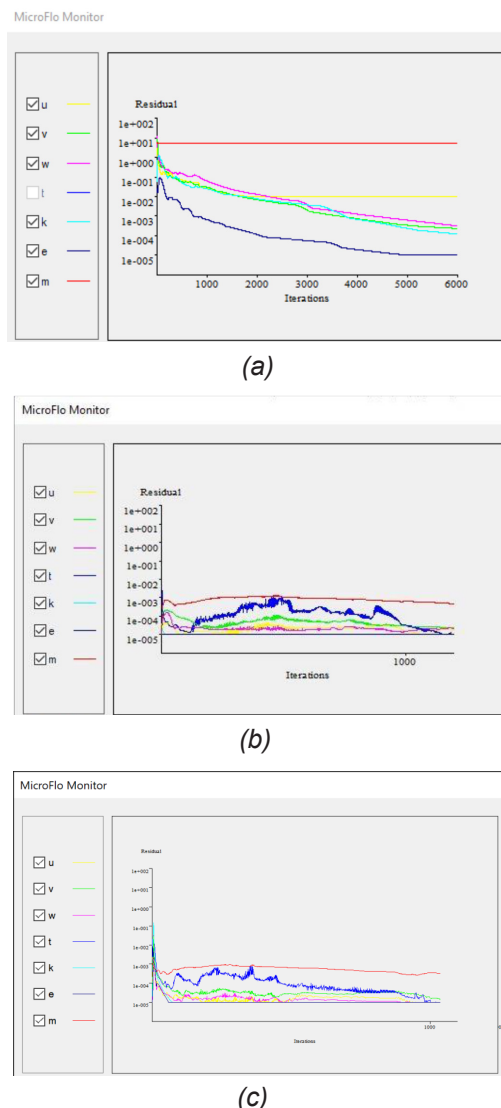 MicroFlo Monitor
Residual
1e+002
1e+001
1e+000
1e-001
1e-002
1e-003
1e-004
1e-005
1000 2000 3000 4000 5000 6000
Iterations
u
v
w
t
k
e
m
(a)
MicroFlo Monitor
Residual
1e+002
1e+001
1e+000
1e-001
1e-002
1e-003
1e-004
1e-005
1000
Iterations
u
v
w
t
k
e
m
(b)
MicroFlo Monitor
Residual
1e+002
1e+001
1e+000
1e-001
1e-002
1e-003
1e-004
1e-005
1000
Iterations
u
v
w
t
k
e
m
(c)